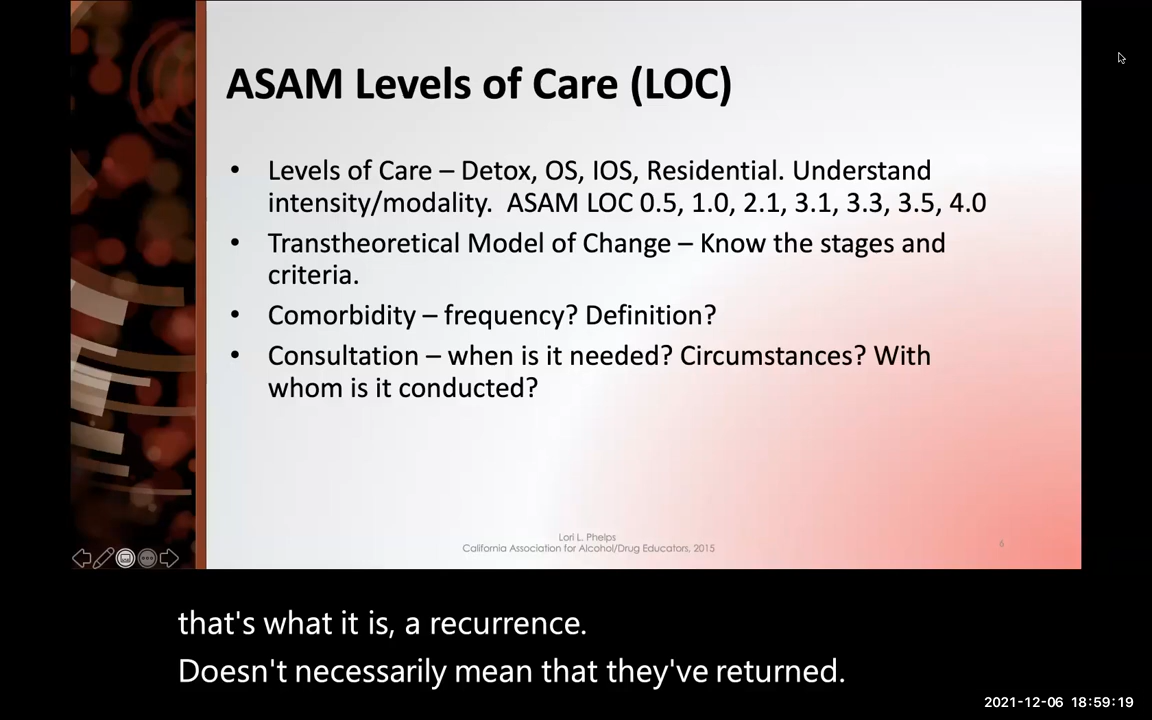 ASAM Levels of Care (LOC)
• Levels of Care – Detox, OS, IOS, Residential. Understand
intensity/modality.  ASAM LOC 0.5, 1.0, 2.1, 3.1, 3.3, 3.5, 4.0
• Transtheoretical Model of Change – Know the stages and
criteria.
• Comorbidity – frequency? Definition?
• Consultation – when is it needed? Circumstances? With
whom is it conducted?
Lori L. Phelps
California Association for Alcohol/Drug Educators, 2015
6
that's what it is, a recurrence.
Doesn't necessarily mean that they've returned.
2021-12-06 18:59:19